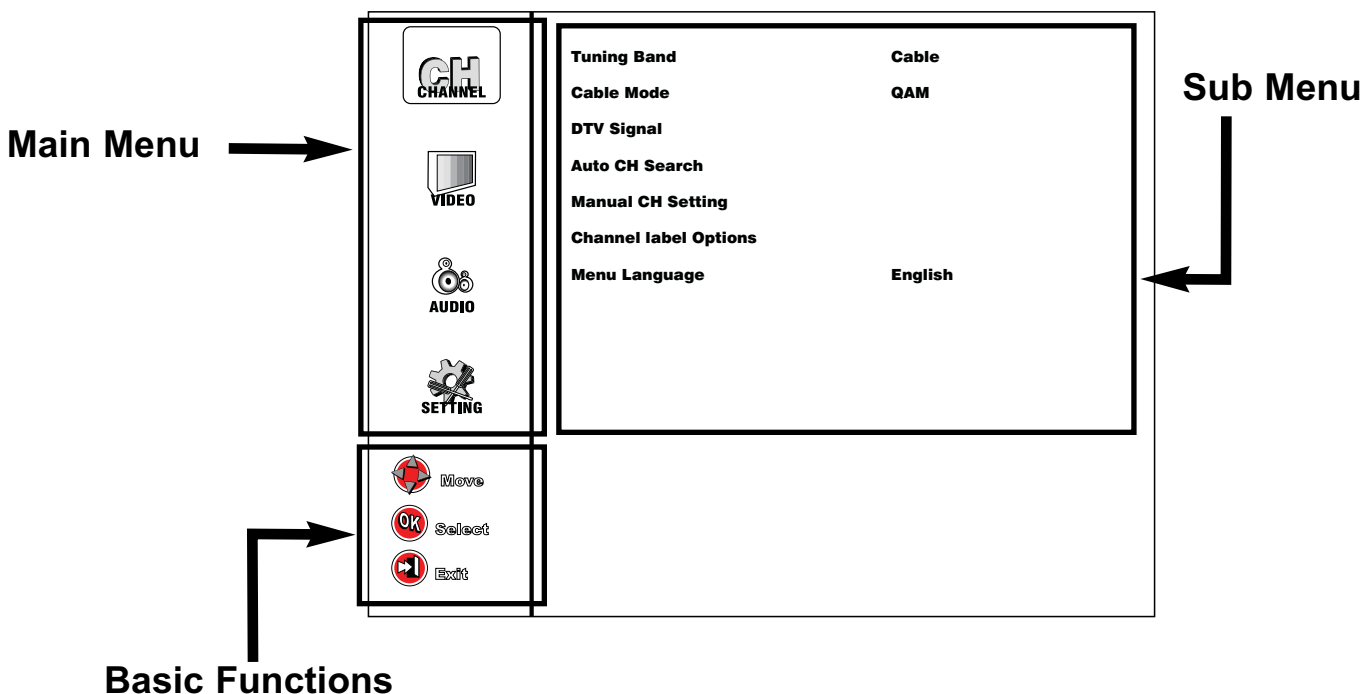 Main Menu
CH
CHANNEL
VIDEO
AUDIO
SETTING
Tuning Band Cable
Cable Mode QAM
DTV Signal
Auto CH Search
Manual CH Setting
Channel label Options
Menu Language English
Sub Menu
Move
OK Select
Exit
Basic Functions